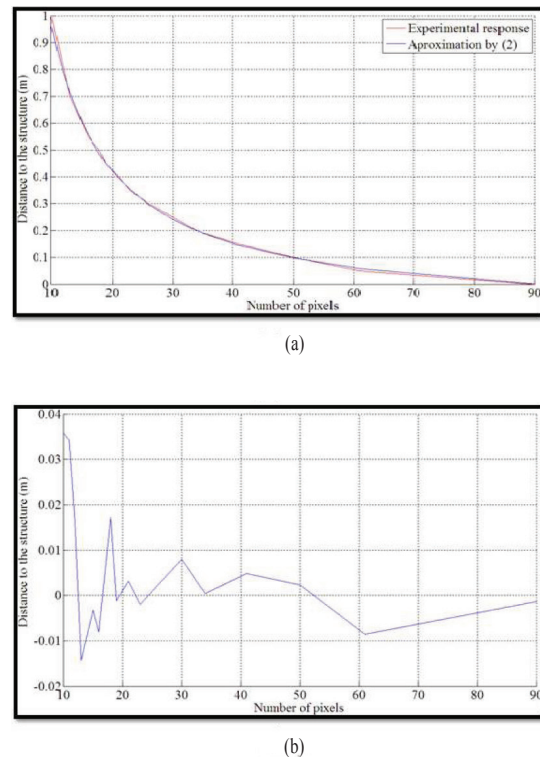 1
0.9
0.8
0.7
0.6
0.5
0.4
0.3
0.2
0.1
0
Distance to the structure (m)
Experimental response
Aproximation by (2)
10 20 30 40 50 60 70 80 90
Number of pixels
(a)
0.04
0.03
0.02
0.01
0
-0.01
-0.02
Distance to the structure (m)
10 20 30 40 50 60 70 80 90
Number of pixels
(b)